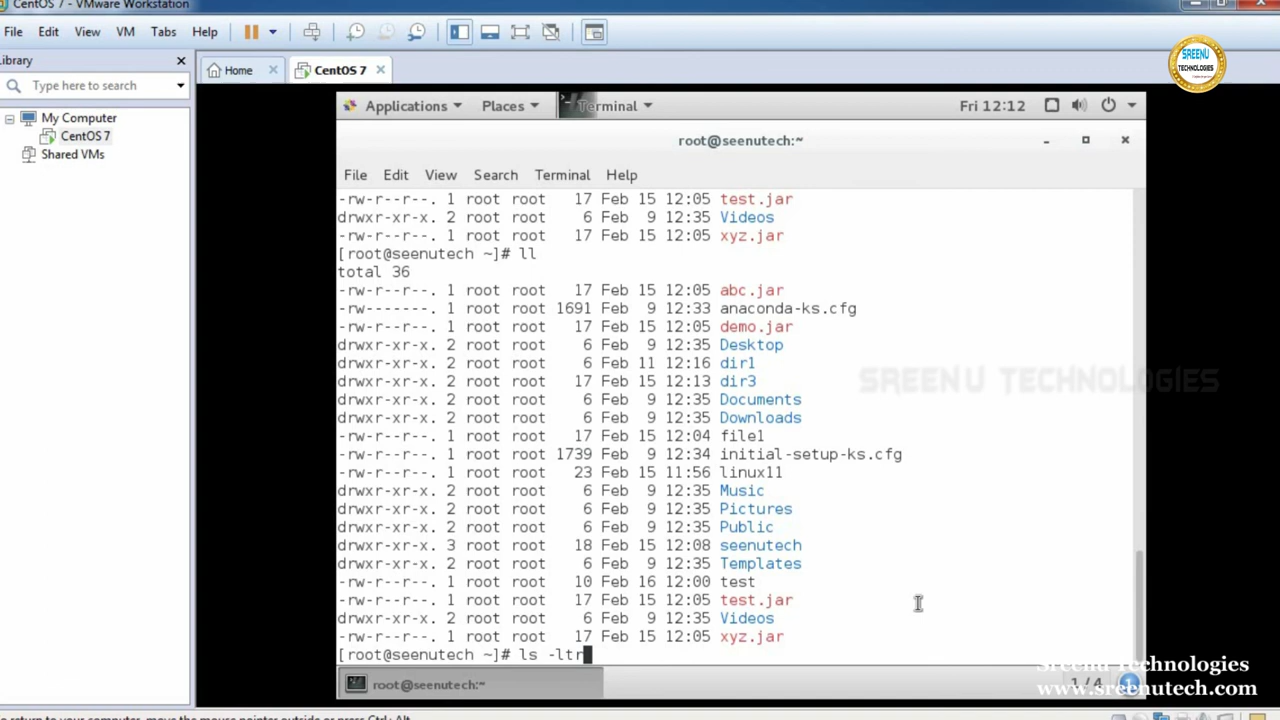 CentOS 7 - VMware Workstation
File Edit View VM Tabs Help
Library
Type here to search
My Computer
CentOS 7
Shared VMs
Home
CentOS 7
SREENU
TECHNOLOGIES
Applications Places Terminal Fri 12:12
root@seenutech:~
File Edit View Search Terminal Help
-rw-r--r--. 1 root root 17 Feb 15 12:05 test.jar
drwxr-xr-x. 2 root root 6 Feb 9 12:35 Videos
-rw-r--r--. 1 root root 17 Feb 15 12:05 xyz.jar
[root@seenutech ~]# ll
total 36
-rw-r--r--. 1 root root 17 Feb 15 12:05 abc.jar
-rw-------. 1 root root 1691 Feb 9 12:33 anaconda-ks.cfg
-rw-r--r--. 1 root root 17 Feb 15 12:05 demo.jar
drwxr-xr-x. 2 root root 6 Feb 9 12:35 Desktop
drwxr-xr-x. 2 root root 6 Feb 11 12:16 dir1
drwxr-xr-x. 2 root root 17 Feb 15 12:13 dir3
drwxr-xr-x. 2 root root 6 Feb 9 12:35 Documents
drwxr-xr-x. 2 root root 6 Feb 9 12:35 Downloads
-rw-r--r--. 1 root root 17 Feb 15 12:04 file1
-rw-r--r--. 1 root root 1739 Feb 9 12:34 initial-setup-ks.cfg
-rw-r--r--. 1 root root 23 Feb 15 11:56 linux11
drwxr-xr-x. 2 root root 6 Feb 9 12:35 Music
drwxr-xr-x. 2 root root 6 Feb 9 12:35 Pictures
drwxr-xr-x. 2 root root 6 Feb 9 12:35 Public
drwxr-xr-x. 3 root root 18 Feb 15 12:08 seenutech
drwxr-xr-x. 2 root root 6 Feb 9 12:35 Templates
-rw-r--r--. 1 root root 10 Feb 16 12:00 test
-rw-r--r--. 1 root root 17 Feb 15 12:05 test.jar
drwxr-xr-x. 2 root root 6 Feb 9 12:35 Videos
-rw-r--r--. 1 root root 17 Feb 15 12:05 xyz.jar
[root@seenutech ~]# ls -ltr
SREENU TECHNOLOGIES
root@seenutech:~
1 / 4
Sreenu Technologies
www.sreenutech.com
o return to your computer, move the mouse pointer outside or press Ctrl-Alt.